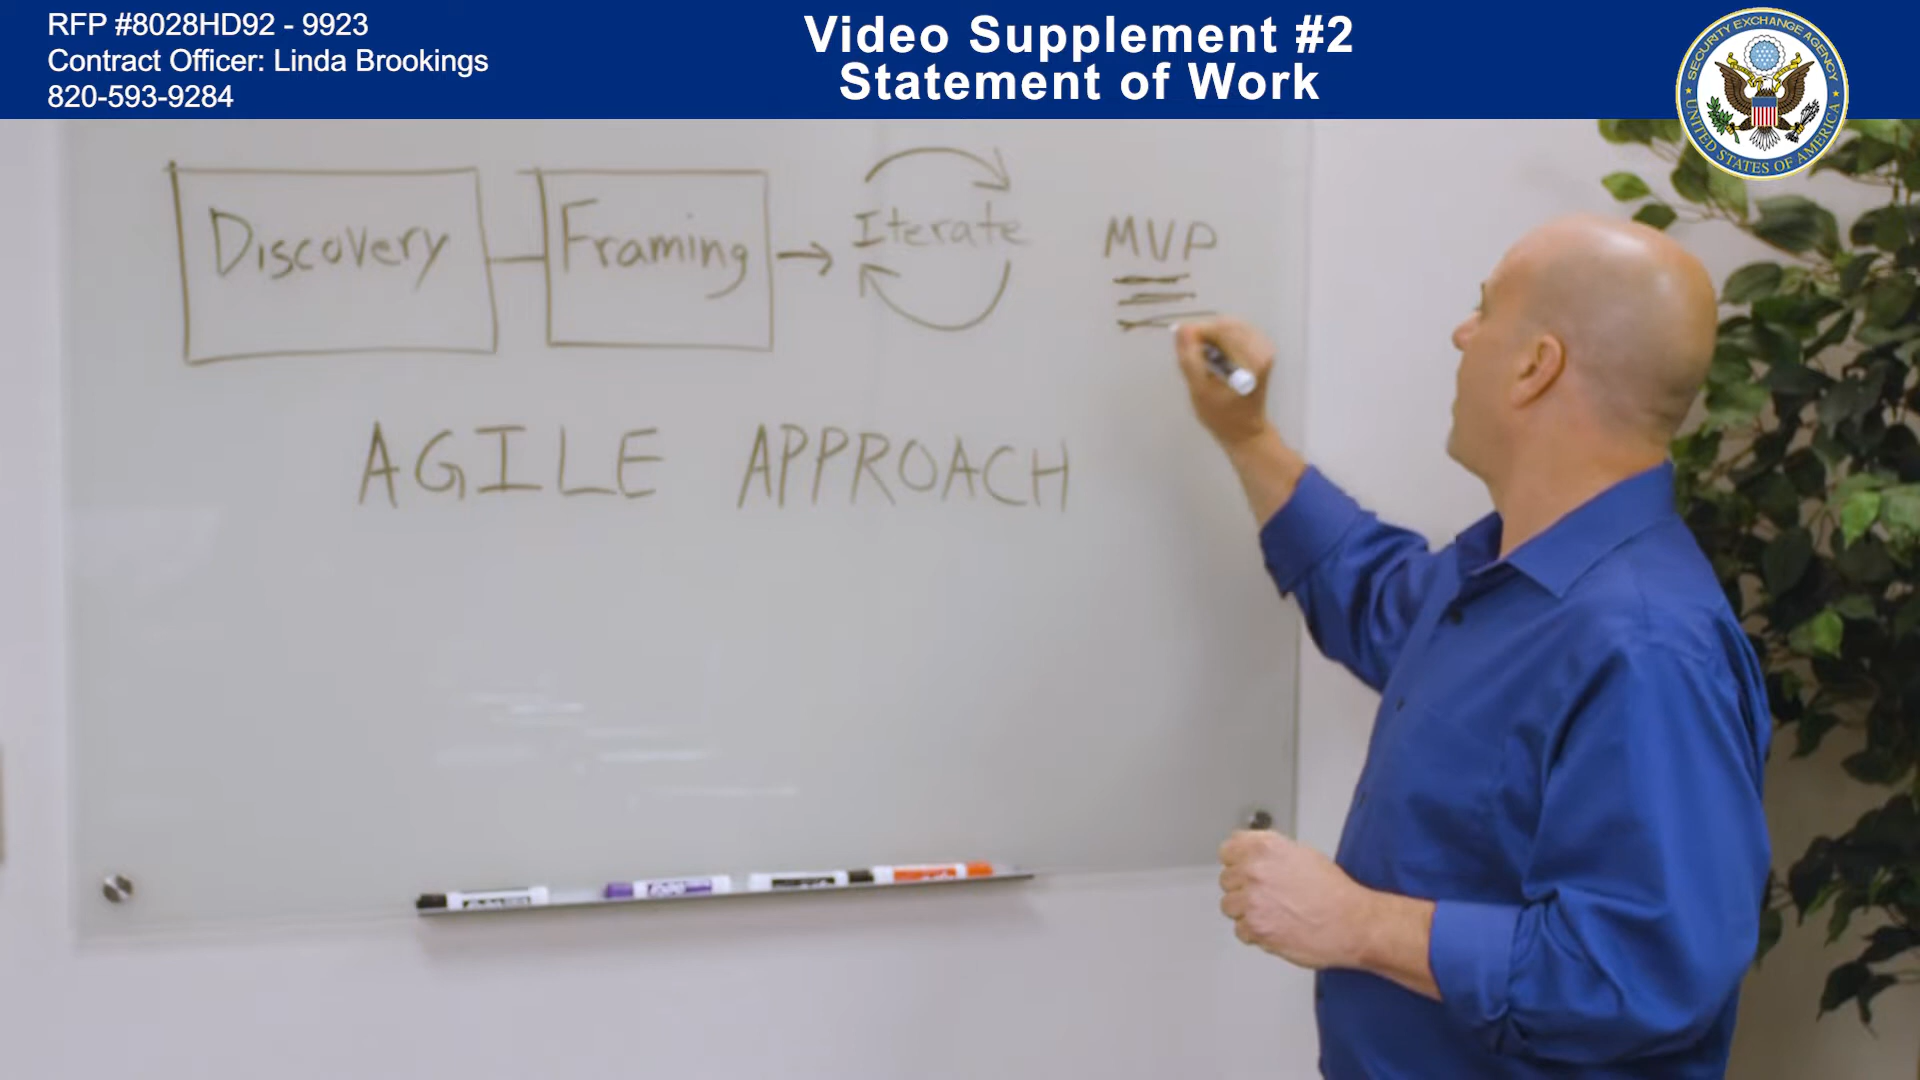 RFP #8028HD92 - 9923
Contract Officer: Linda Brookings
820-593-9284
Video Supplement #2
Statement of Work
SECURITY EXCHANGE AGENCY
UNITED STATES OF AMERICA
Discovery
Framing
Iterate
MVP
AGILE APPROACH